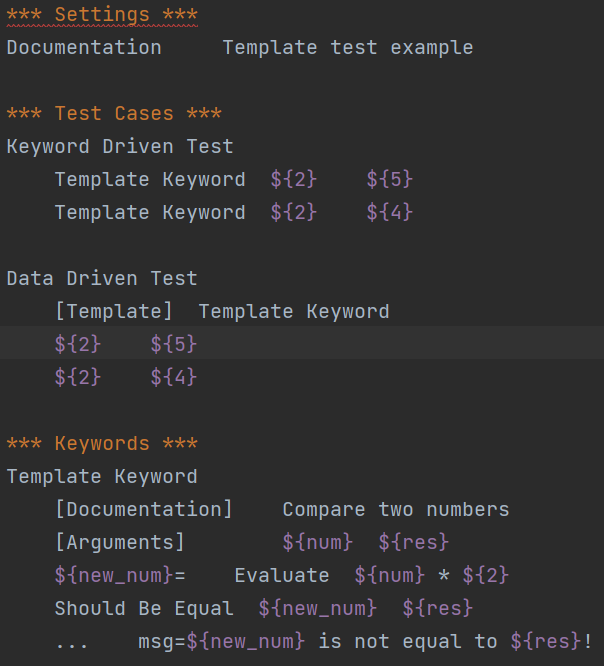 *** Settings ***
Documentation     Template test example
*** Test Cases ***
Keyword Driven Test
    Template Keyword  ${2}    ${5}
    Template Keyword  ${2}    ${4}
Data Driven Test
    [Template]  Template Keyword
    ${2}    ${5}
    ${2}    ${4}
*** Keywords ***
Template Keyword
    [Documentation]    Compare two numbers
    [Arguments]        ${num}  ${res}
    ${new_num}=    Evaluate  ${num} * ${2}
    Should Be Equal  ${new_num}  ${res}
    ...    msg=${new_num} is not equal to ${res}!